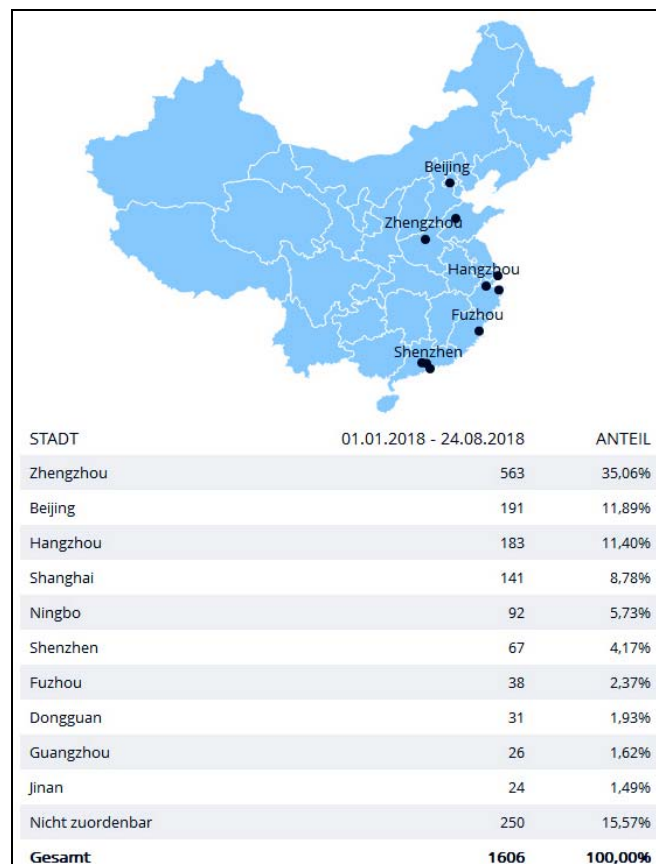 Beijing
Zhengzhou
Hangzhou
Fuzhou
Shenzhen
STADT 01.01.2018 - 24.08.2018 ANTEIL
Zhengzhou 563 35,06%
Beijing 191 11,89%
Hangzhou 183 11,40%
Shanghai 141 8,78%
Ningbo 92 5,73%
Shenzhen 67 4,17%
Fuzhou 38 2,37%
Dongguan 31 1,93%
Guangzhou 26 1,62%
Jinan 24 1,49%
Nicht zuordenbar 250 15,57%
Gesamt 1606 100,00%